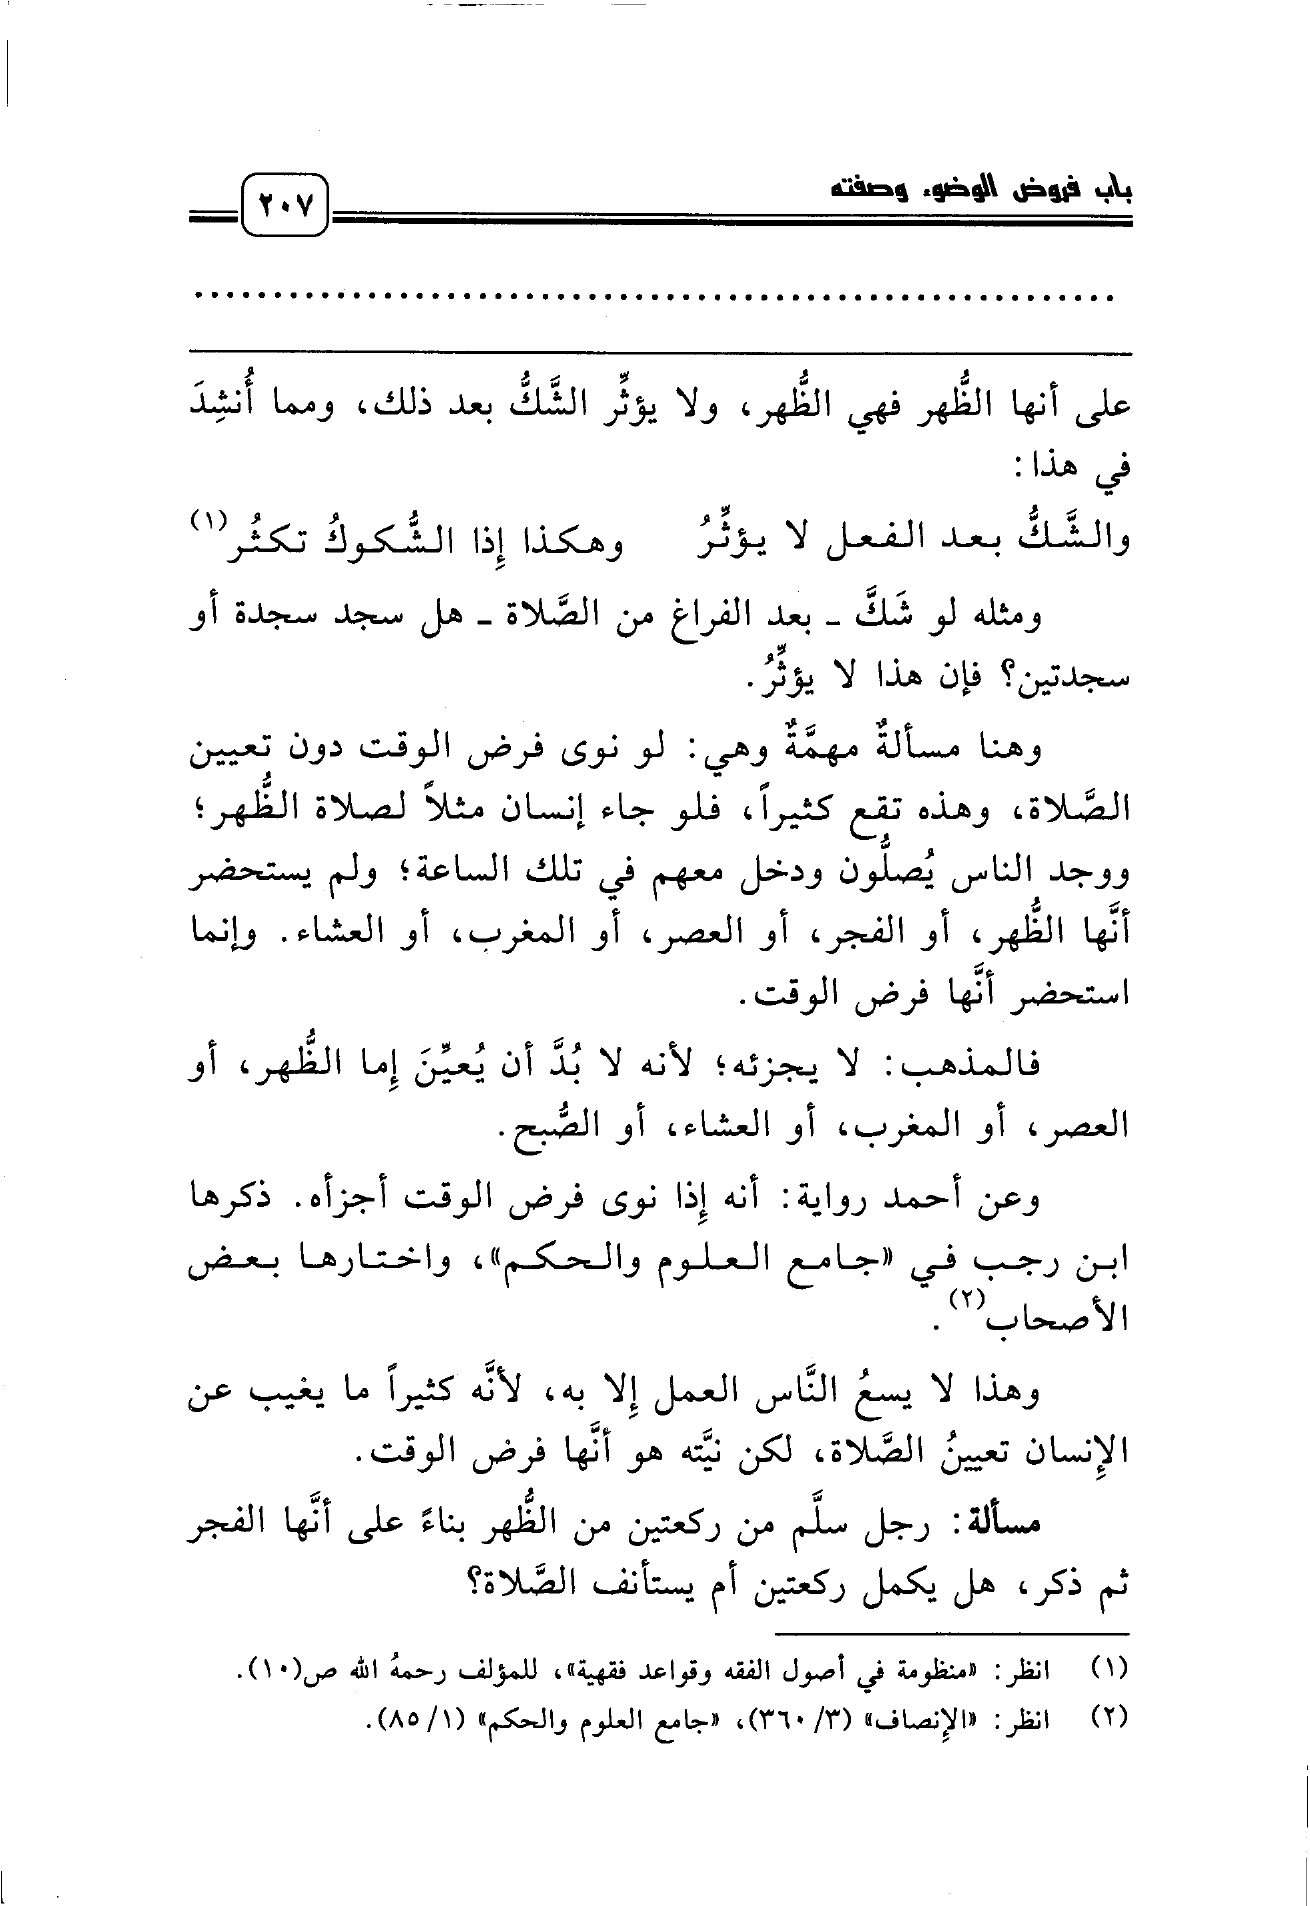 باب فروض الوضوء وصفته
٢٠٧
على أنها الظُّهر فهي الظُّهر، ولا يؤثِّر الشَّكُّ بعد ذلك، ومما أُنشِدَ
في هذا:
والشَّكُّ بعد الفعل لا يؤثِّرُ وهكذا إِذا الشُّكوكُ تكثُر(١)
ومثله لو شَكَّ ـ بعد الفراغ من الصَّلاة ـ هل سجد سجدة أو
سجدتين؟ فإن هذا لا يؤثِّرُ.
وهنا مسألةٌ مهمَّةٌ وهي: لو نوى فرض الوقت دون تعيين
الصَّلاة، وهذه تقع كثيراً، فلو جاء إنسان مثلاً لصلاة الظُّهر؛
ووجد الناس يُصلُّون ودخل معهم في تلك الساعة؛ ولم يستحضر
أنَّها الظُّهر، أو الفجر، أو العصر، أو المغرب، أو العشاء. وإنما
استحضر أنَّها فرض الوقت.
فالمذهب: لا يجزئه؛ لأنه لا بُدَّ أن يُعيِّنَ إِما الظُّهر، أو
العصر، أو المغرب، أو العشاء، أو الصُّبح.
وعن أحمد رواية: أنه إِذا نوى فرض الوقت أجزأه. ذكرها
ابن رجب في «جامع العلوم والحكم»، واختارها بعض
الأصحاب(٢).
وهذا لا يسعُ النَّاس العمل إِلا به، لأنَّه كثيراً ما يغيب عن
الإِنسان تعيينُ الصَّلاة، لكن نيَّته هو أنَّها فرض الوقت.
مسألة: رجل سلَّم من ركعتين من الظُّهر بناءً على أنَّها الفجر
ثم ذكر، هل يكمل ركعتين أم يستأنف الصَّلاة؟
(١) انظر: «منظومة في أصول الفقه وقواعد فقهية»، للمؤلف رحمهُ الله ص(١٠).
(٢) انظر: «الإِنصاف» (٣/ ٣٦٠)، «جامع العلوم والحكم» (١/ ٨٥).